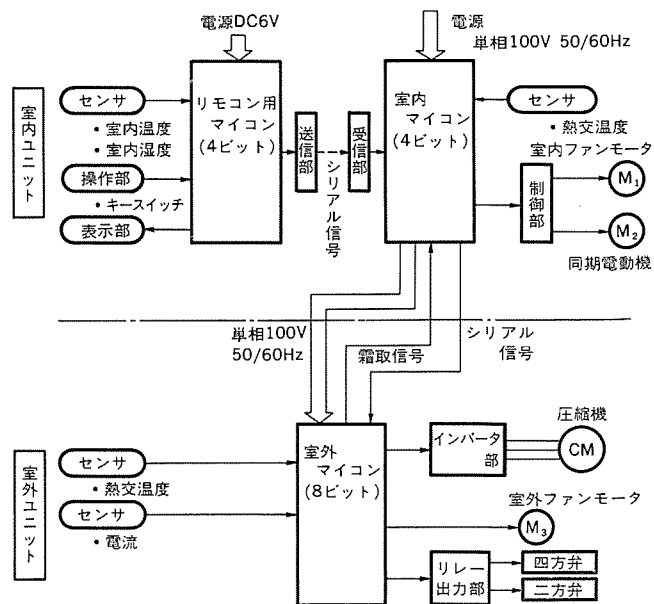 電源DC6V
電源
単相100V 50/60Hz
室内ユニット
センサ
・室内温度
・室内湿度
操作部
・キースイッチ
表示部
リモコン用
マイコン
(4ビット)
送信部
シリアル信号
受信部
室内
マイコン
(4ビット)
センサ
・熱交温度
室内ファンモータ
制御部
M1
M2
同期電動機
単相100V
50/60Hz
霜取信号
シリアル
信号
室外ユニット
センサ
・熱交温度
センサ
・電流
室外
マイコン
(8ビット)
インバータ
部
圧縮機
CM
室外ファンモータ
M3
リレー
出力部
四方弁
二方弁